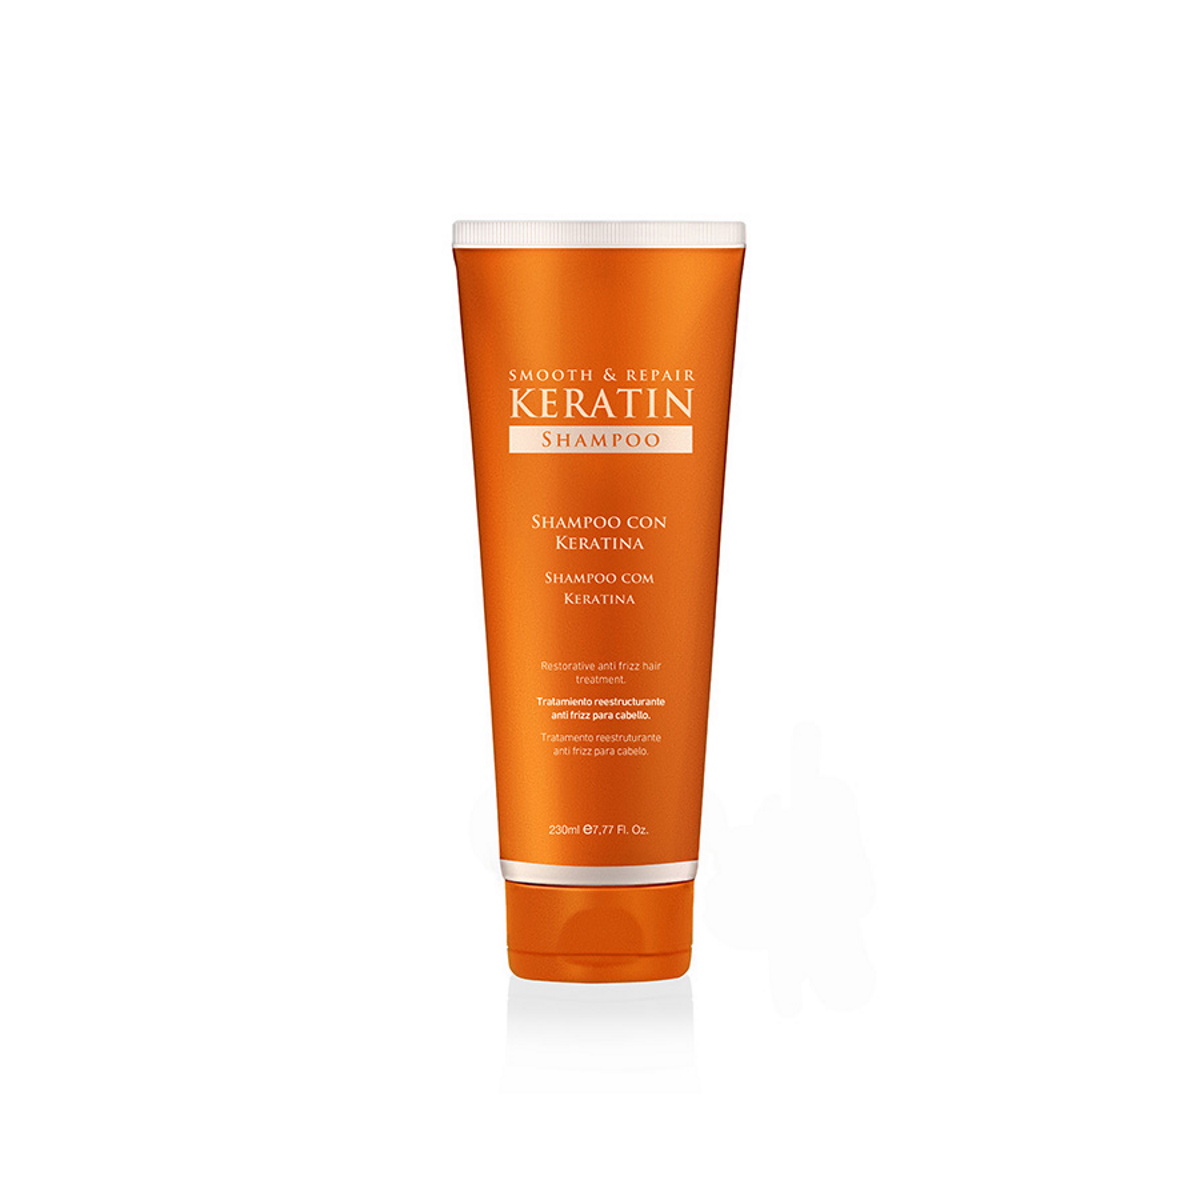 SMOOTH & REPAIR
KERATIN
SHAMPOO
SHAMPOO CON
KERATINA
SHAMPOO COM
KERATINA
Restorative anti frizz hair
treatment.
Tratamiento reestructurante
anti frizz para cabello.
Tratamento reestruturante
anti frizz para cabelo.
230ml ℮7,77 Fl. Oz.